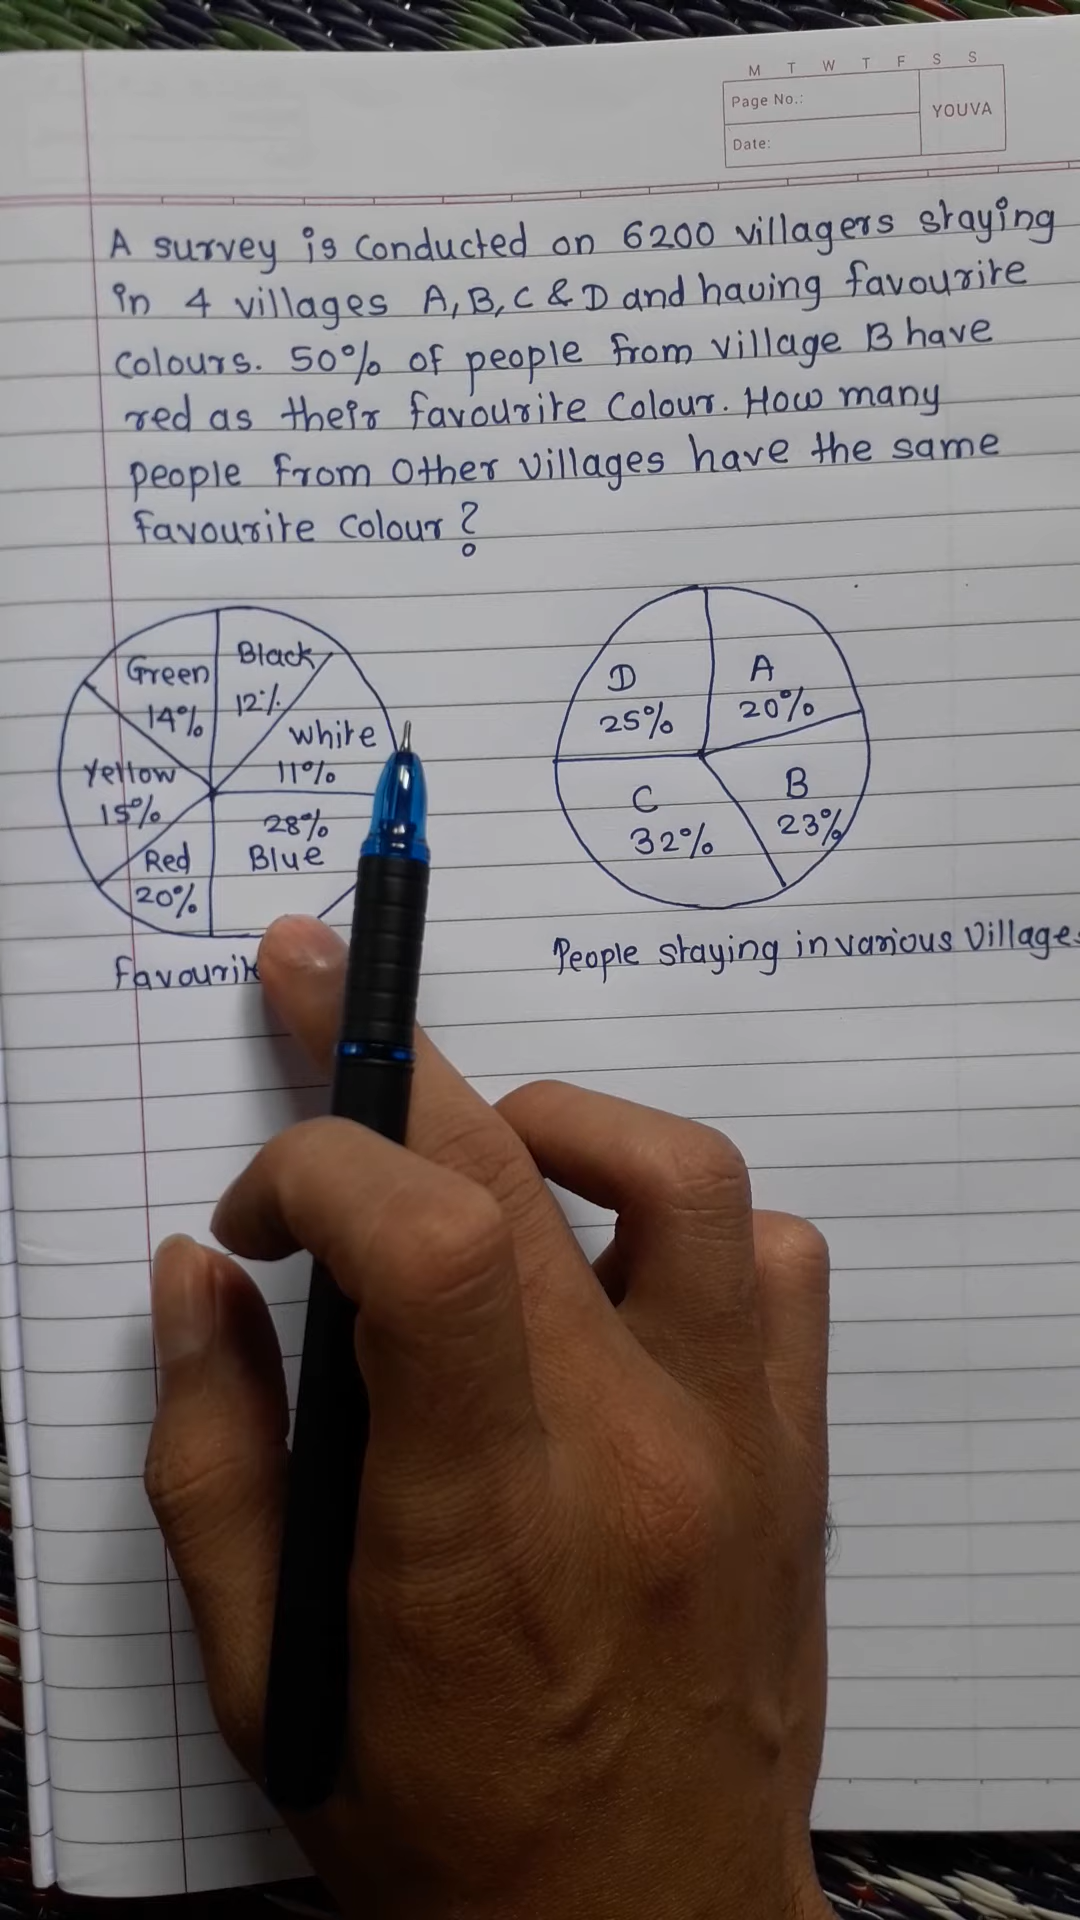 M T W T F S S
Page No.:
YOUVA
Date:
A survey is conducted on 6200 villagers staying
in 4 villages A, B, C & D and having favourite
colours. 50% of people from village B have
red as their favourite colour. How many
people from other villages have the same
favourite colour?
Green
14%
Black
12%
White
11%
Yellow
15%
28%
Blue
Red
20%
D
25%
A
20%
B
23%
C
32%
People staying in various Villages